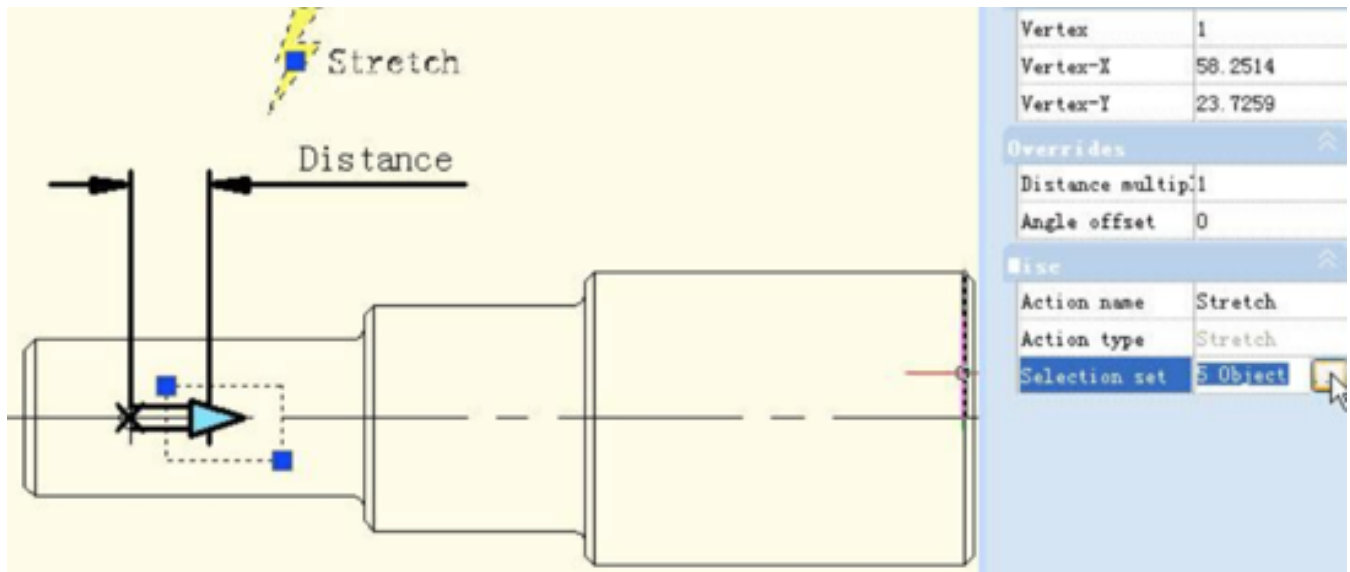 Stretch
Distance
Vertex 1
Vertex-X 58.2514
Vertex-Y 23.7259
Overrides
Distance multip 1
Angle offset 0
Misc
Action name Stretch
Action type Stretch
Selection set 5 Object